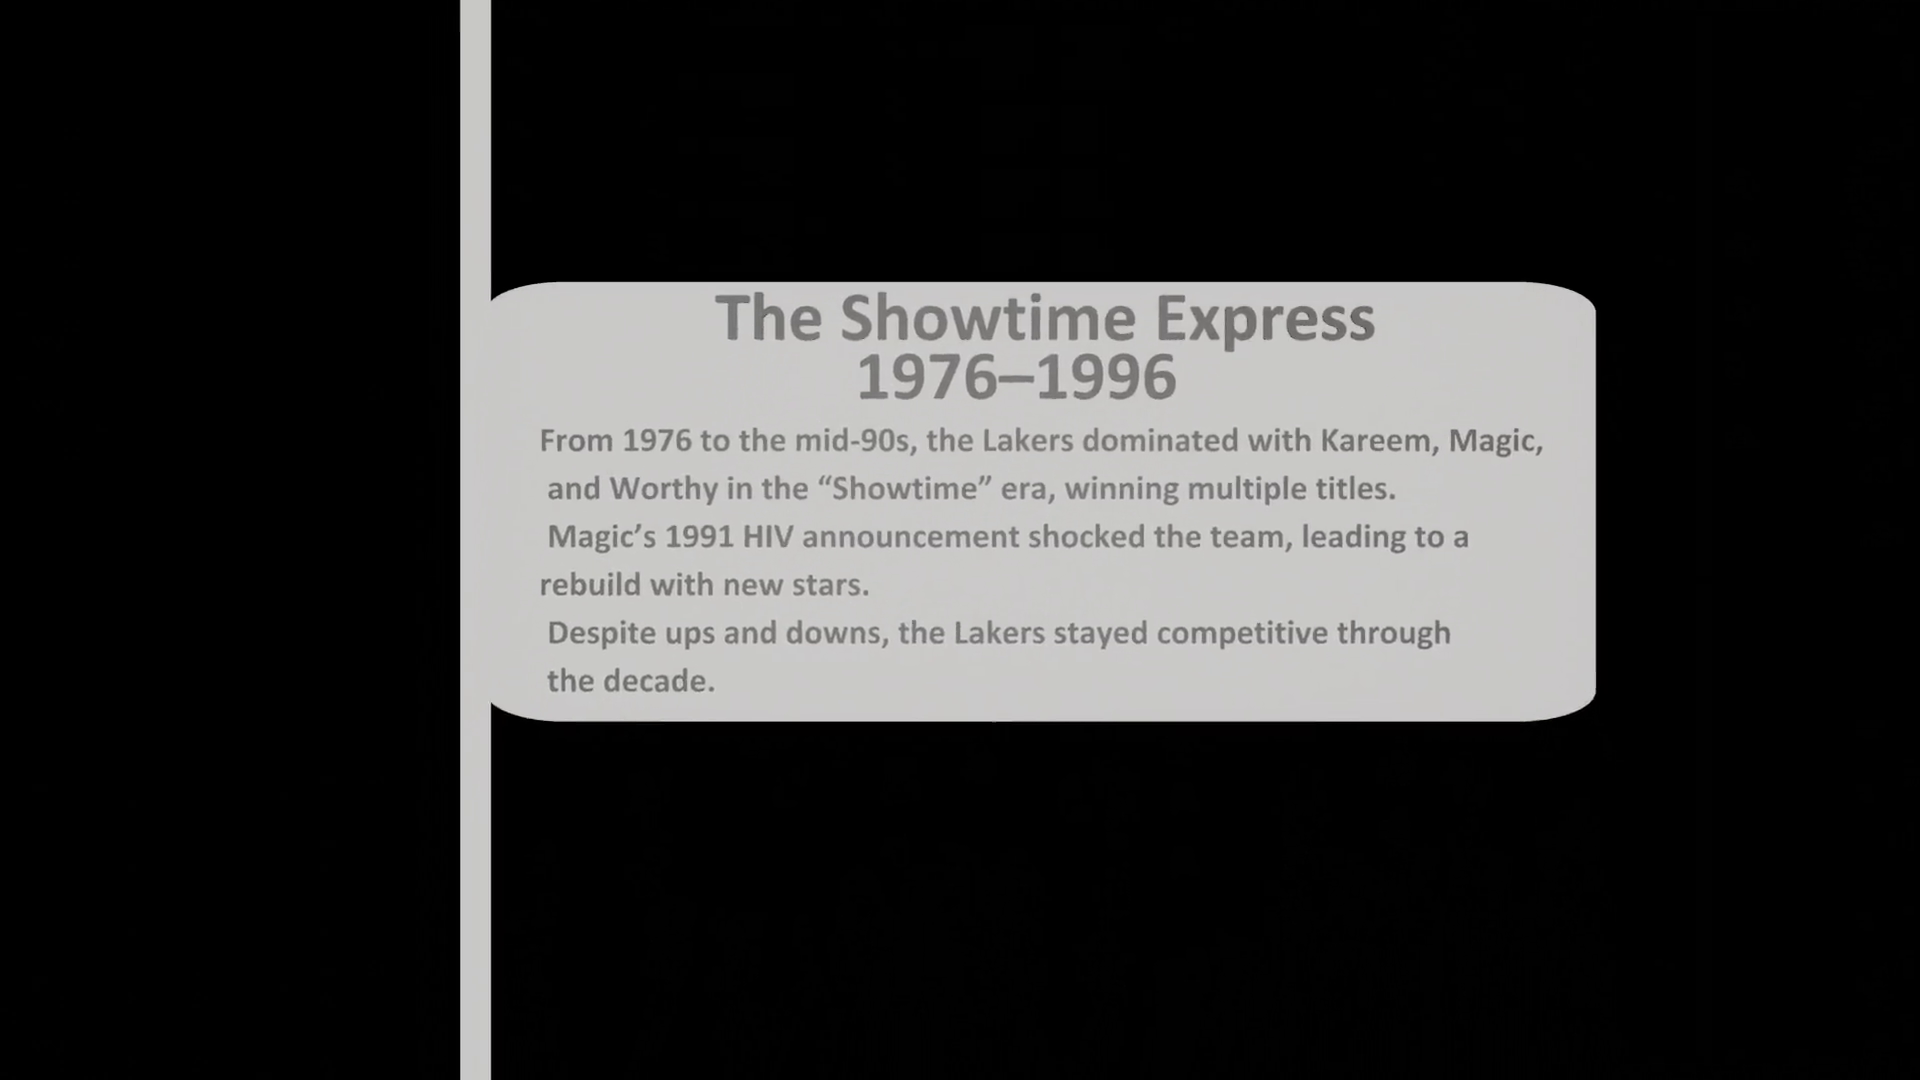 The Showtime Express
1976–1996
From 1976 to the mid-90s, the Lakers dominated with Kareem, Magic,
and Worthy in the “Showtime” era, winning multiple titles.
Magic’s 1991 HIV announcement shocked the team, leading to a
rebuild with new stars.
Despite ups and downs, the Lakers stayed competitive through
the decade.